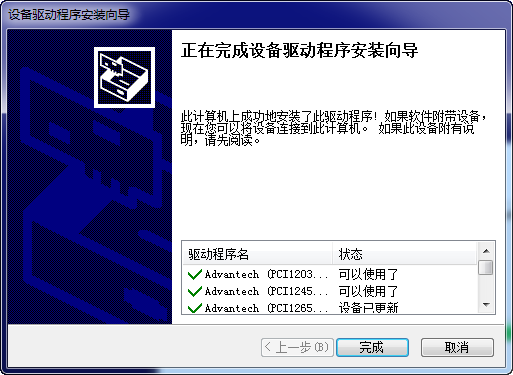 设备驱动程序安装向导
正在完成设备驱动程序安装向导
此计算机上成功地安装了此驱动程序!如果软件附带设备,
现在您可以将设备连接到此计算机。 如果此设备附有说
明,请先阅读。
驱动程序名 状态
Advantech (PCI1203... 可以使用了
Advantech (PCI1245... 可以使用了
Advantech (PCI1265... 设备已更新
< 上一步(B) 完成 取消